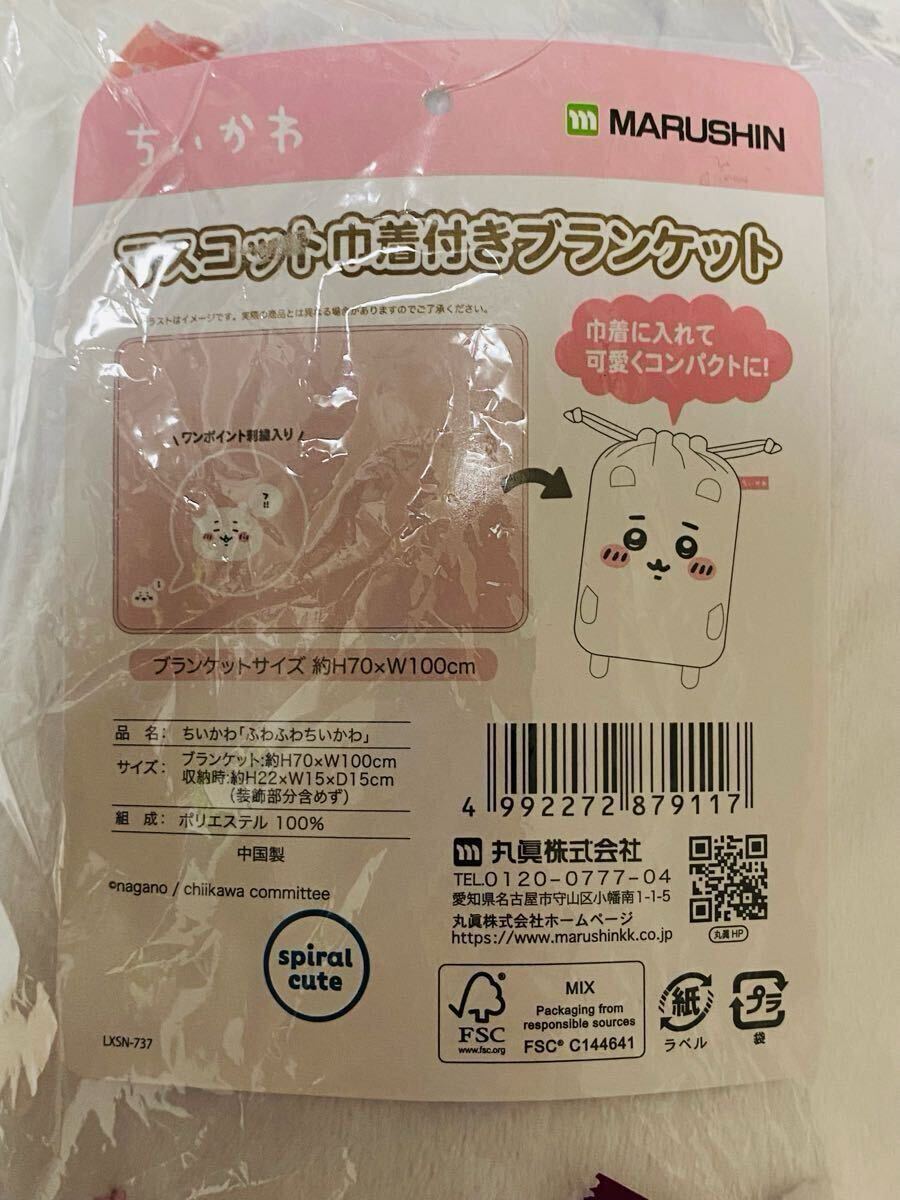 ちいかわ
MARUSHIN
マスコット巾着付きブランケット
ラストはイメージです。実際の商品とは異なる場合がありますのでご了承ください。
巾着に入れて
可愛くコンパクトに!
\ ワンポイント刺繍入り /
ちいかわ
ブランケットサイズ 約H70×W100cm
品 名: ちいかわ「ふわふわちいかわ」
サイズ: ブランケット:約H70×W100cm
収納時:約H22×W15×D15cm
(装飾部分含めず)
組 成: ポリエステル 100%
中国製
©nagano / chiikawa committee
spiral
cute
LXSN-737
4 992272 879117
丸眞株式会社
TEL.0120-0777-04
愛知県名古屋市守山区小幡南1-1-5
丸眞株式会社ホームページ
https://www.marushinkk.co.jp
丸眞 HP
FSC
www.fsc.org
MIX
Packaging from
responsible sources
FSC® C144641
紙
ラベル
プラ
袋